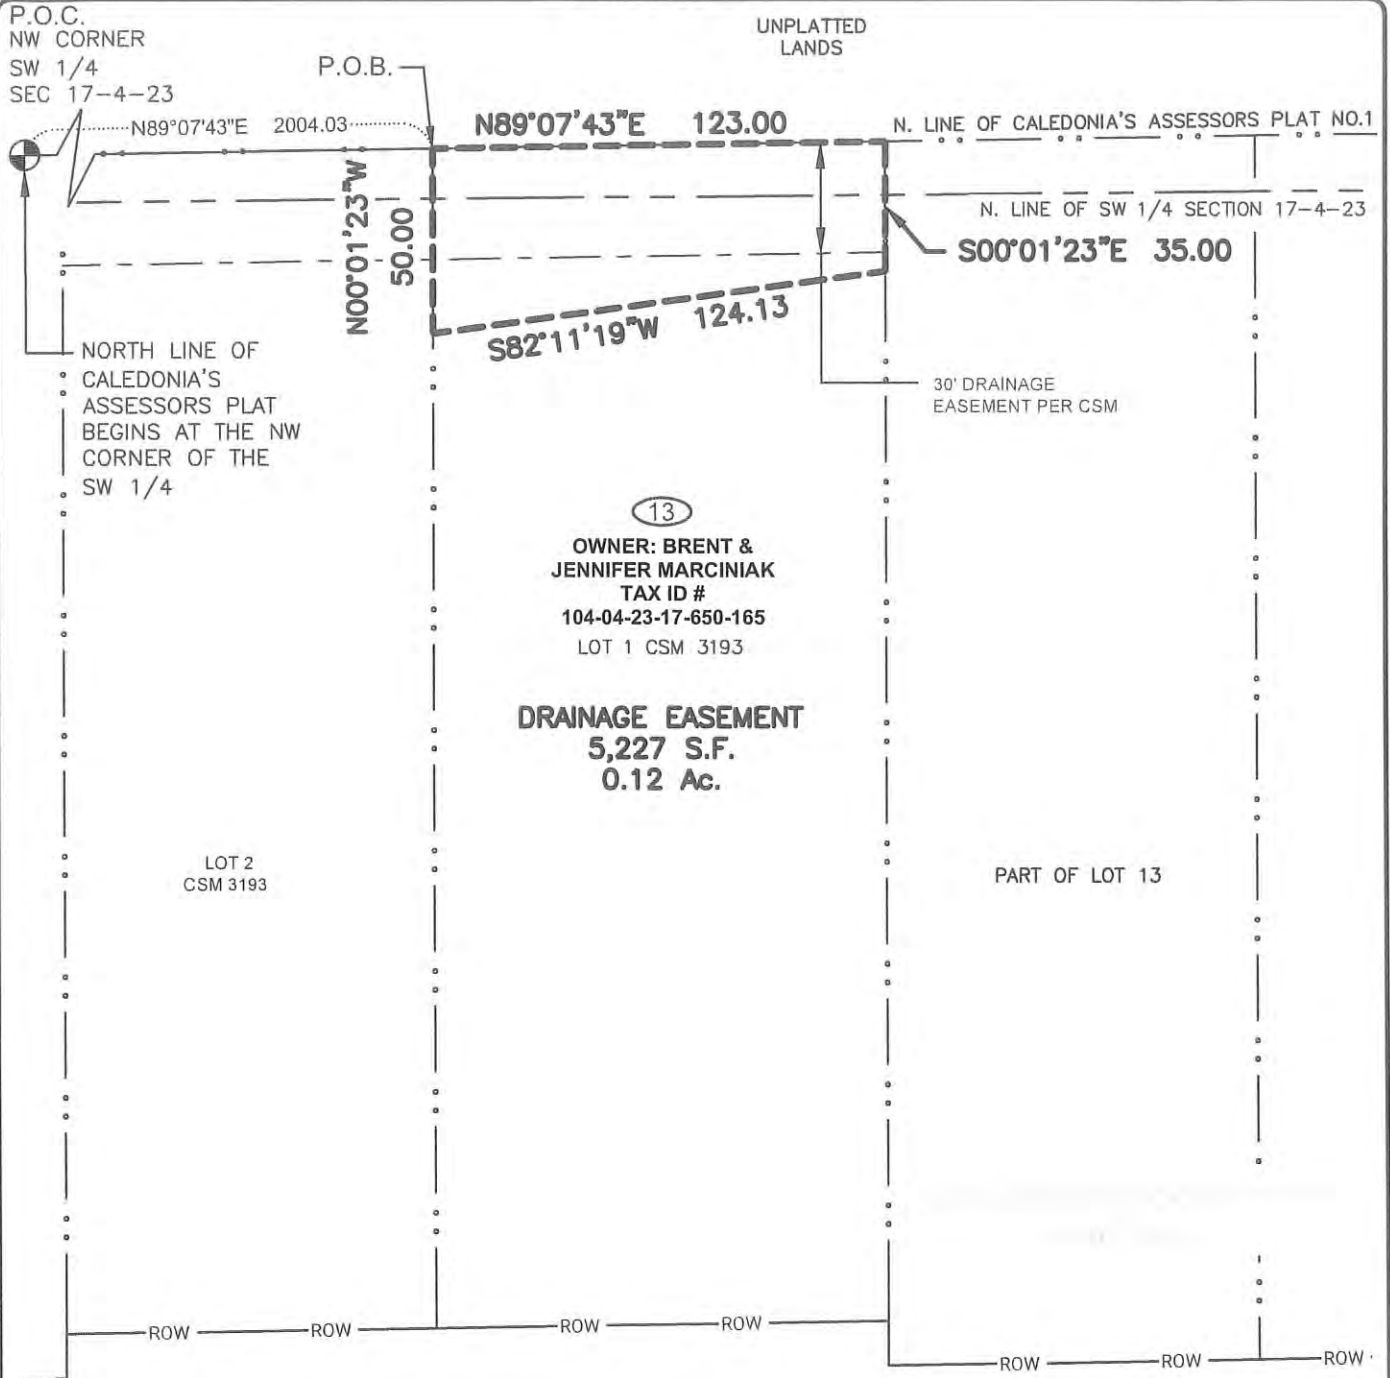 P.O.C.
NW CORNER
SW 1/4
SEC 17-4-23
UNPLATTED
LANDS
P.O.B.
N89°07'43"E 2004.03
N89°07'43"E 123.00
N. LINE OF CALEDONIA'S ASSESSORS PLAT NO.1
N00°01'23"W
50.00
N. LINE OF SW 1/4 SECTION 17-4-23
S00°01'23"E 35.00
S82°11'19"W 124.13
NORTH LINE OF
CALEDONIA'S
ASSESSORS PLAT
BEGINS AT THE NW
CORNER OF THE
SW 1/4
30' DRAINAGE
EASEMENT PER CSM
13
OWNER: BRENT &
JENNIFER MARCINIAK
TAX ID #
104-04-23-17-650-165
LOT 1 CSM 3193
DRAINAGE EASEMENT
5,227 S.F.
0.12 Ac.
LOT 2
CSM 3193
PART OF LOT 13
ROW ROW ROW ROW
ROW ROW ROW